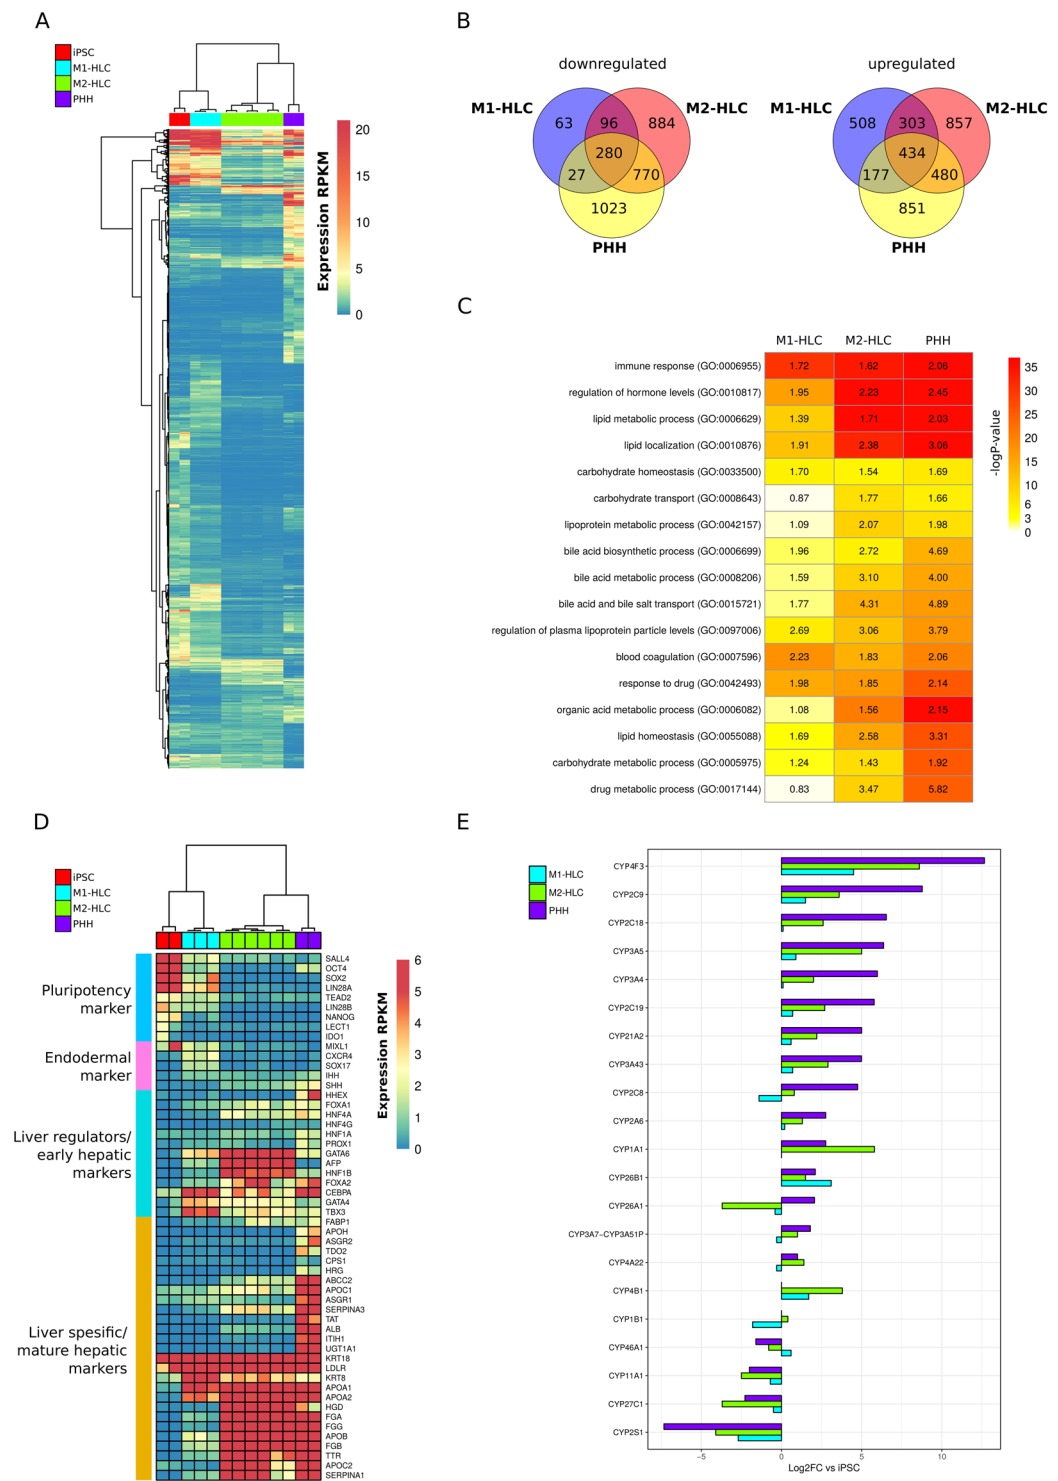 A
iPSC
M1-HLC
M2-HLC
PHH
Expression RPKM
20
15
10
5
0
B
downregulated
M1-HLC
M2-HLC
63
96
884
280
27
770
1023
PHH
upregulated
M1-HLC
M2-HLC
508
303
857
434
177
480
851
PHH
C
M1-HLC M2-HLC PHH
immune response (GO:0006955) 1.72 1.62 2.06
regulation of hormone levels (GO:0010817) 1.95 2.23 2.45
lipid metabolic process (GO:0006629) 1.39 1.71 2.03
lipid localization (GO:0010876) 1.91 2.38 3.06
carbohydrate homeostasis (GO:0033500) 1.70 1.54 1.69
carbohydrate transport (GO:0008643) 0.87 1.77 1.66
lipoprotein metabolic process (GO:0042157) 1.09 2.07 1.98
bile acid biosynthetic process (GO:0006699) 1.96 2.72 4.69
bile acid metabolic process (GO:0008206) 1.59 3.10 4.00
bile acid and bile salt transport (GO:0015721) 1.77 4.31 4.89
regulation of plasma lipoprotein particle levels (GO:0097006) 2.69 3.06 3.79
blood coagulation (GO:0007596) 2.23 1.83 2.06
response to drug (GO:0042493) 1.98 1.85 2.14
organic acid metabolic process (GO:0006082) 1.08 1.56 2.15
lipid homeostasis (GO:0055088) 1.69 2.58 3.31
carbohydrate metabolic process (GO:0005975) 1.24 1.43 1.92
drug metabolic process (GO:0017144) 0.83 3.47 5.82
-logP-value
35
30
25
20
15
10
6
3
0
D
iPSC
M1-HLC
M2-HLC
PHH
Pluripotency
marker
Endodermal
marker
Liver regulators/
early hepatic
markers
Liver spesific/
mature hepatic
markers
SALL4
OCT4
SOX2
LIN28A
TEAD2
LIN28B
NANOG
LECT1
IDO1
MIXL1
CXCR4
SOX17
IHH
SHH
HHEX
FOXA1
HNF4A
HNF4G
HNF1A
PROX1
GATA6
AFP
HNF1B
FOXA2
CEBPA
GATA4
TBX3
FABP1
APOH
ASGR2
TDO2
CPS1
HRG
ABCC2
APOC1
ASGR1
SERPINA3
TAT
ALB
ITIH1
UGT1A1
KRT18
LDLR
KRT8
APOA1
APOA2
HGD
FGA
FGG
APOB
FGB
TTR
APOC2
SERPINA1
Expression RPKM
6
5
4
3
2
1
0
E
M1-HLC
M2-HLC
PHH
CYP4F3
CYP2C9
CYP2C18
CYP3A5
CYP3A4
CYP2C19
CYP21A2
CYP3A43
CYP2C8
CYP2A6
CYP1A1
CYP26B1
CYP26A1
CYP3A7−CYP3A51P
CYP4A22
CYP4B1
CYP1B1
CYP46A1
CYP11A1
CYP27C1
CYP2S1
−5 0 5 10
Log2FC vs iPSC